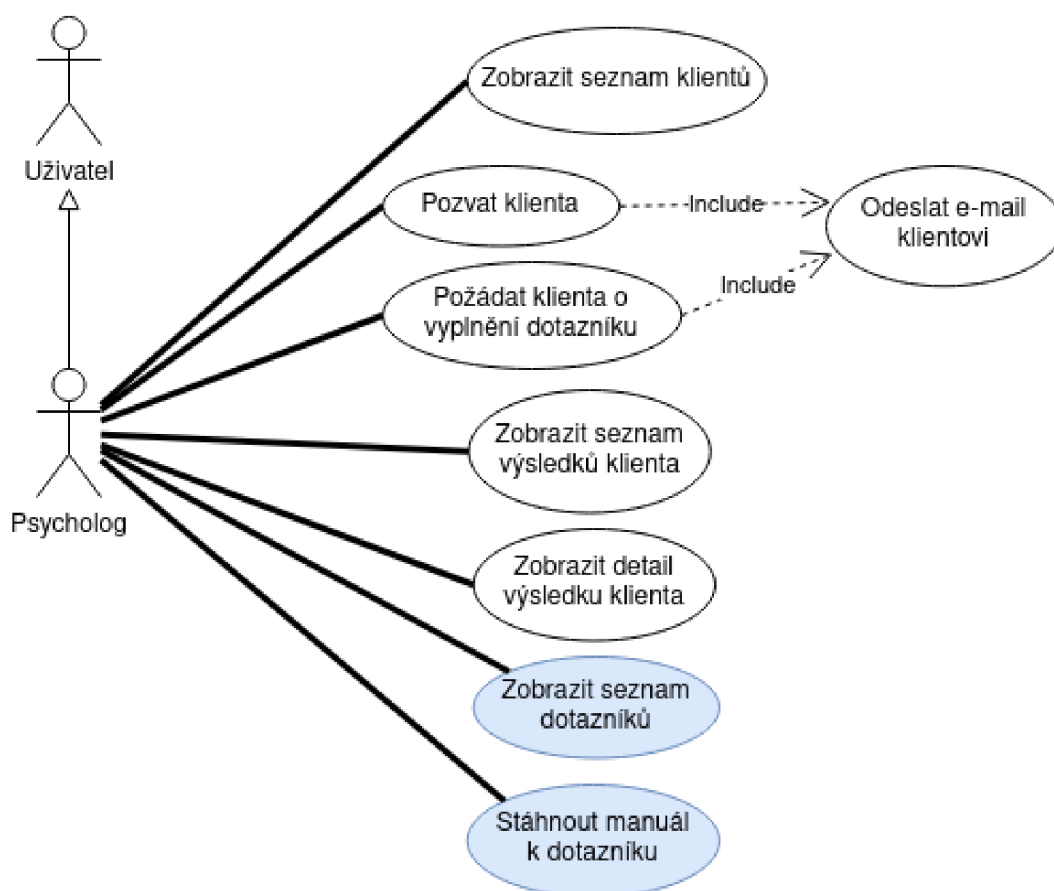 Uživatel
Psycholog
Zobrazit seznam klientů
Pozvat klienta
Include
Odeslat e-mail
klientovi
Požádat klienta o
vyplnění dotazníku
Include
Zobrazit seznam
výsledků klienta
Zobrazit detail
výsledku klienta
Zobrazit seznam
dotazníků
Stáhnout manuál
k dotazníku